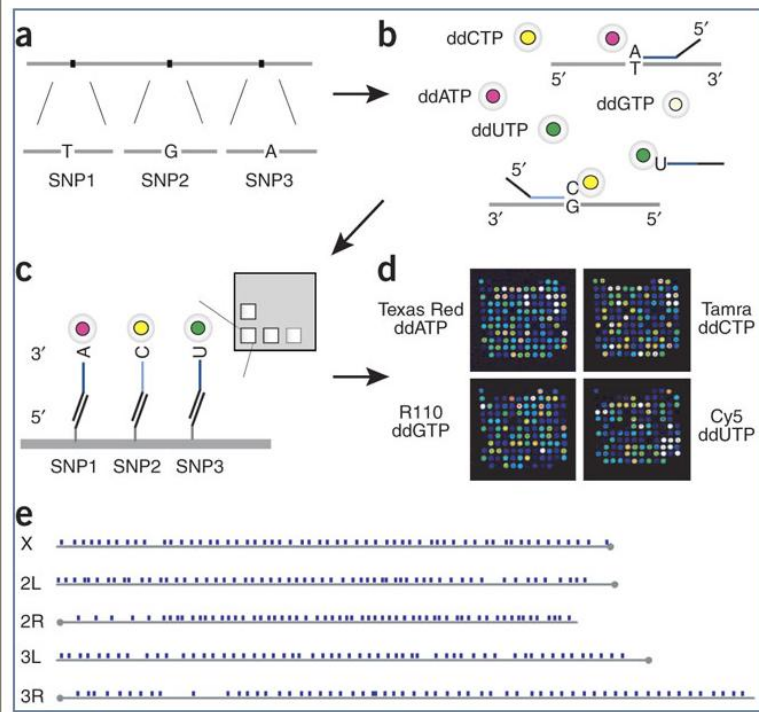 a
T G A
SNP1 SNP2 SNP3
b
ddCTP
5′
A
T
5′ 3′
ddATP
ddGTP
ddUTP
U
5′
C
G
3′ 5′
c
3′ A C U
5′
SNP1 SNP2 SNP3
d
Texas Red
ddATP
Tamra
ddCTP
R110
ddGTP
Cy5
ddUTP
e
X
2L
2R
3L
3R